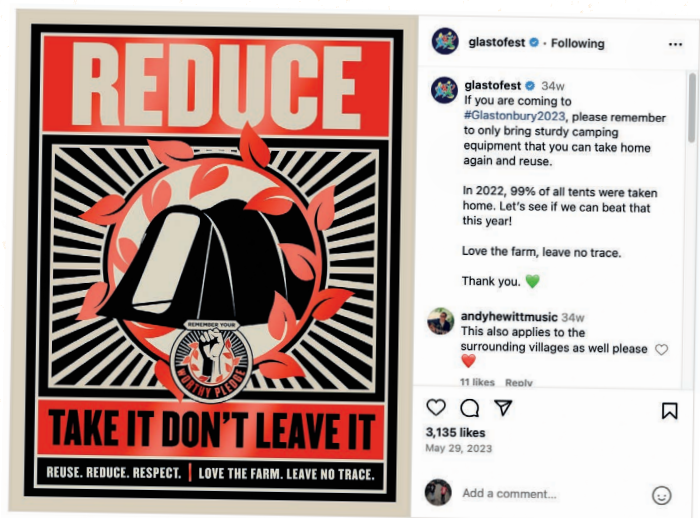 REDUCE
REMEMBER YOUR
WORTHY PLEDGE
TAKE IT DON'T LEAVE IT
REUSE. REDUCE. RESPECT. | LOVE THE FARM. LEAVE NO TRACE.
glastofest • Following
glastofest 34w
If you are coming to
#Glastonbury2023, please remember
to only bring sturdy camping
equipment that you can take home
again and reuse.
In 2022, 99% of all tents were taken
home. Let's see if we can beat that
this year!
Love the farm, leave no trace.
Thank you. 💚
andyhewittmusic 34w
This also applies to the
surrounding villages as well please
❤️
11 likes Reply
3,135 likes
May 29, 2023
Add a comment...